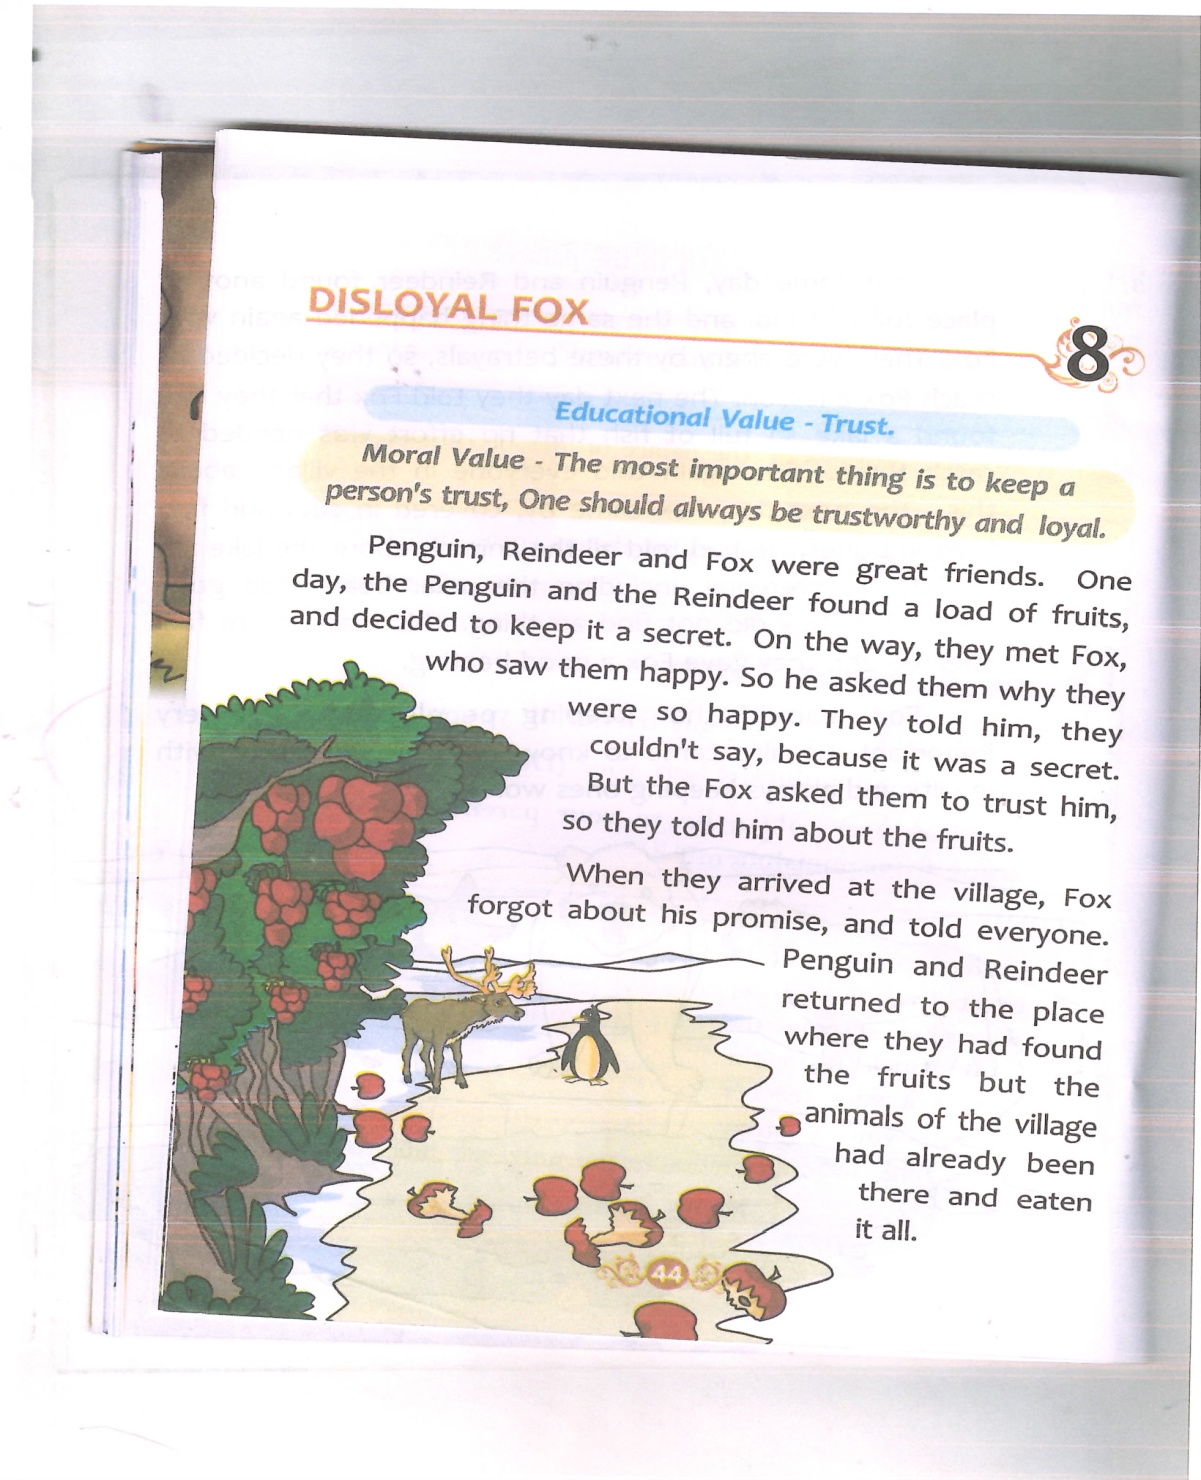 DISLOYAL FOX
8
Educational Value - Trust.
Moral Value - The most important thing is to keep a
person's trust, One should always be trustworthy and loyal.
Penguin, Reindeer and Fox were great friends. One
day, the Penguin and the Reindeer found a load of fruits,
and decided to keep it a secret. On the way, they met Fox,
who saw them happy. So he asked them why they
were so happy. They told him, they
couldn't say, because it was a secret.
But the Fox asked them to trust him,
so they told him about the fruits.
When they arrived at the village, Fox
forgot about his promise, and told everyone.
Penguin and Reindeer
returned to the place
where they had found
the fruits but the
animals of the village
had already been
there and eaten
it all.
44